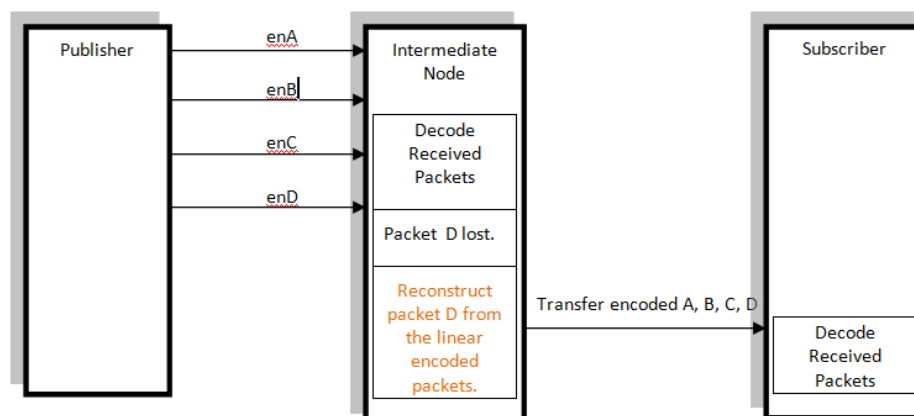 Publisher
enA
enB
enC
enD
Intermediate
Node
Decode
Received
Packets
Packet D lost.
Reconstruct
packet D from
the linear
encoded
packets.
Transfer encoded A, B, C, D
Subscriber
Decode
Received
Packets